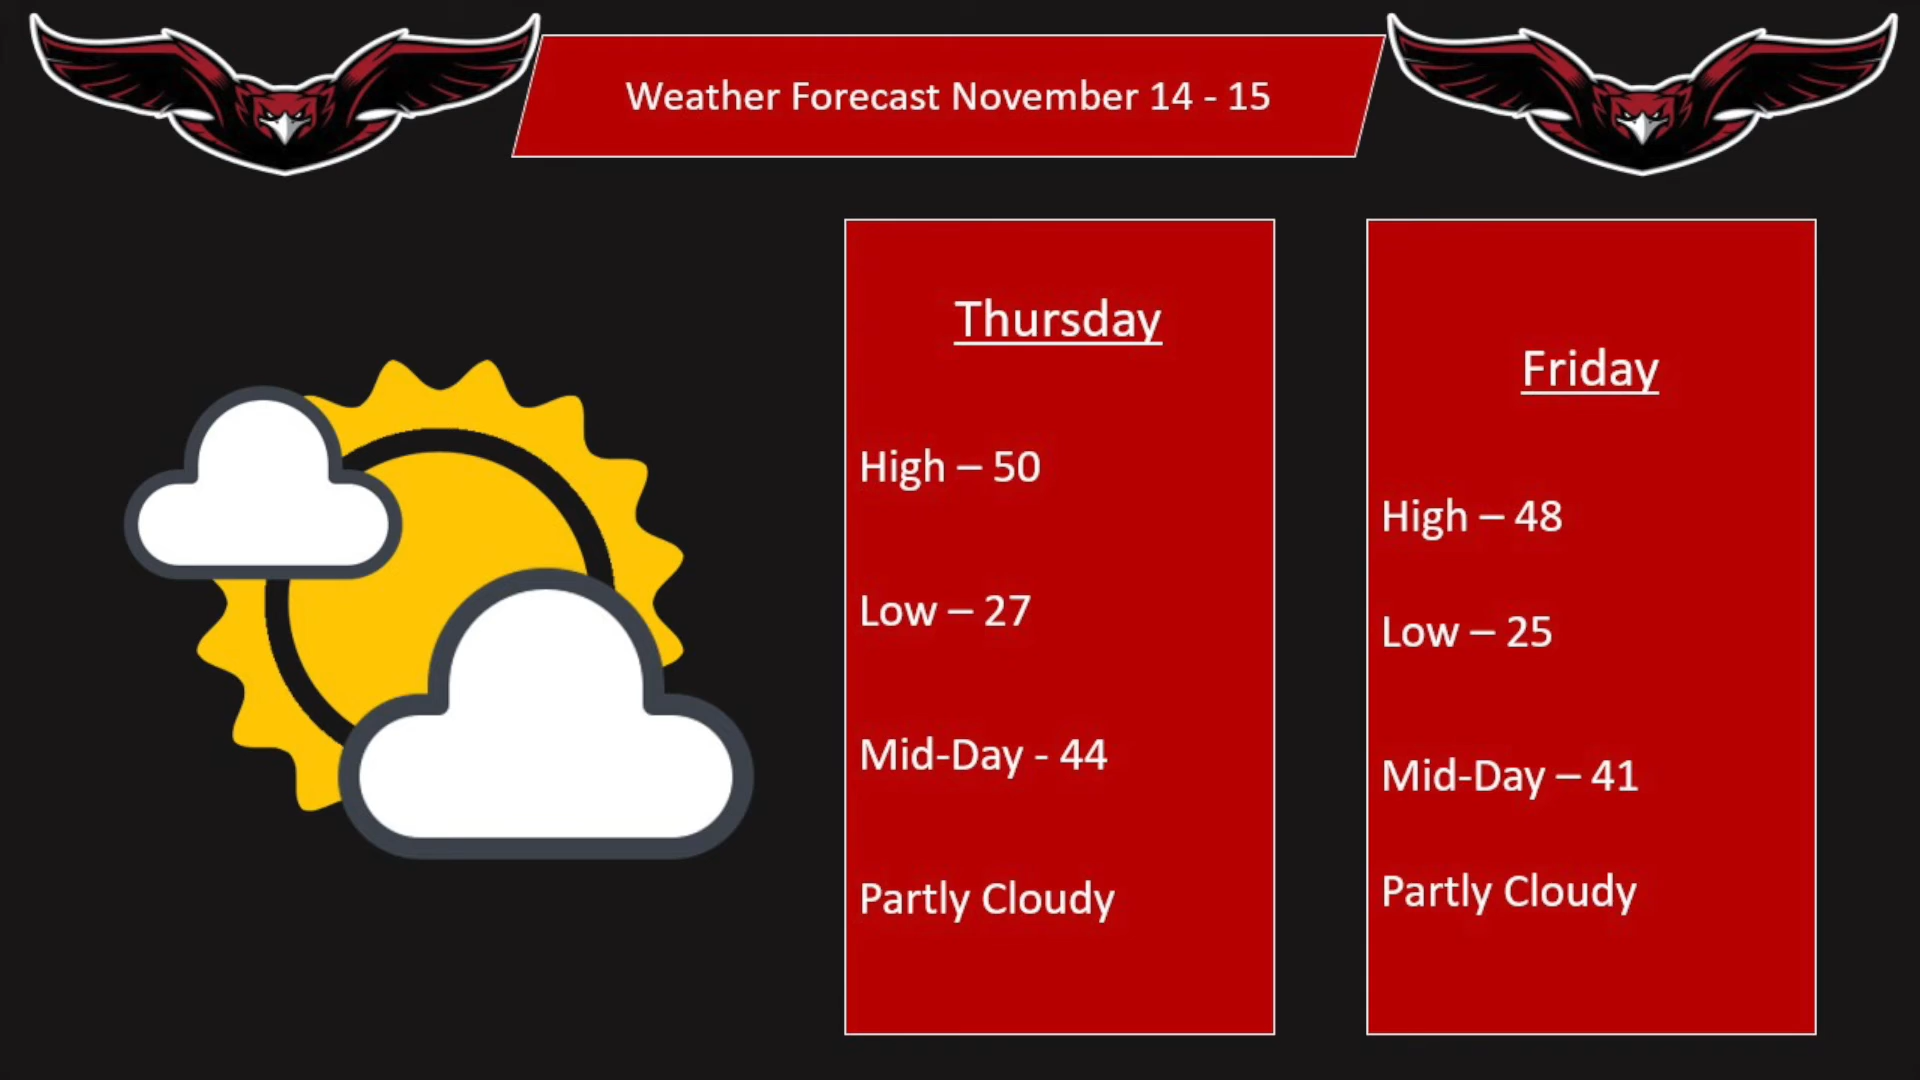 Weather Forecast November 14 - 15
Thursday
High – 50
Low – 27
Mid-Day - 44
Partly Cloudy
Friday
High – 48
Low – 25
Mid-Day – 41
Partly Cloudy